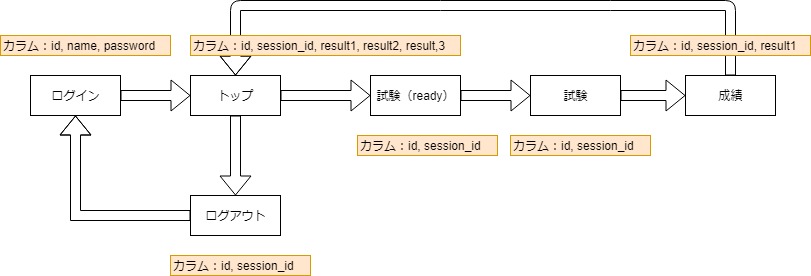 カラム：id, name, password
カラム：id, session_id, result1, result2, result,3
カラム：id, session_id, result1
ログイン
トップ
試験（ready）
試験
成績
カラム：id, session_id
カラム：id, session_id
ログアウト
カラム：id, session_id